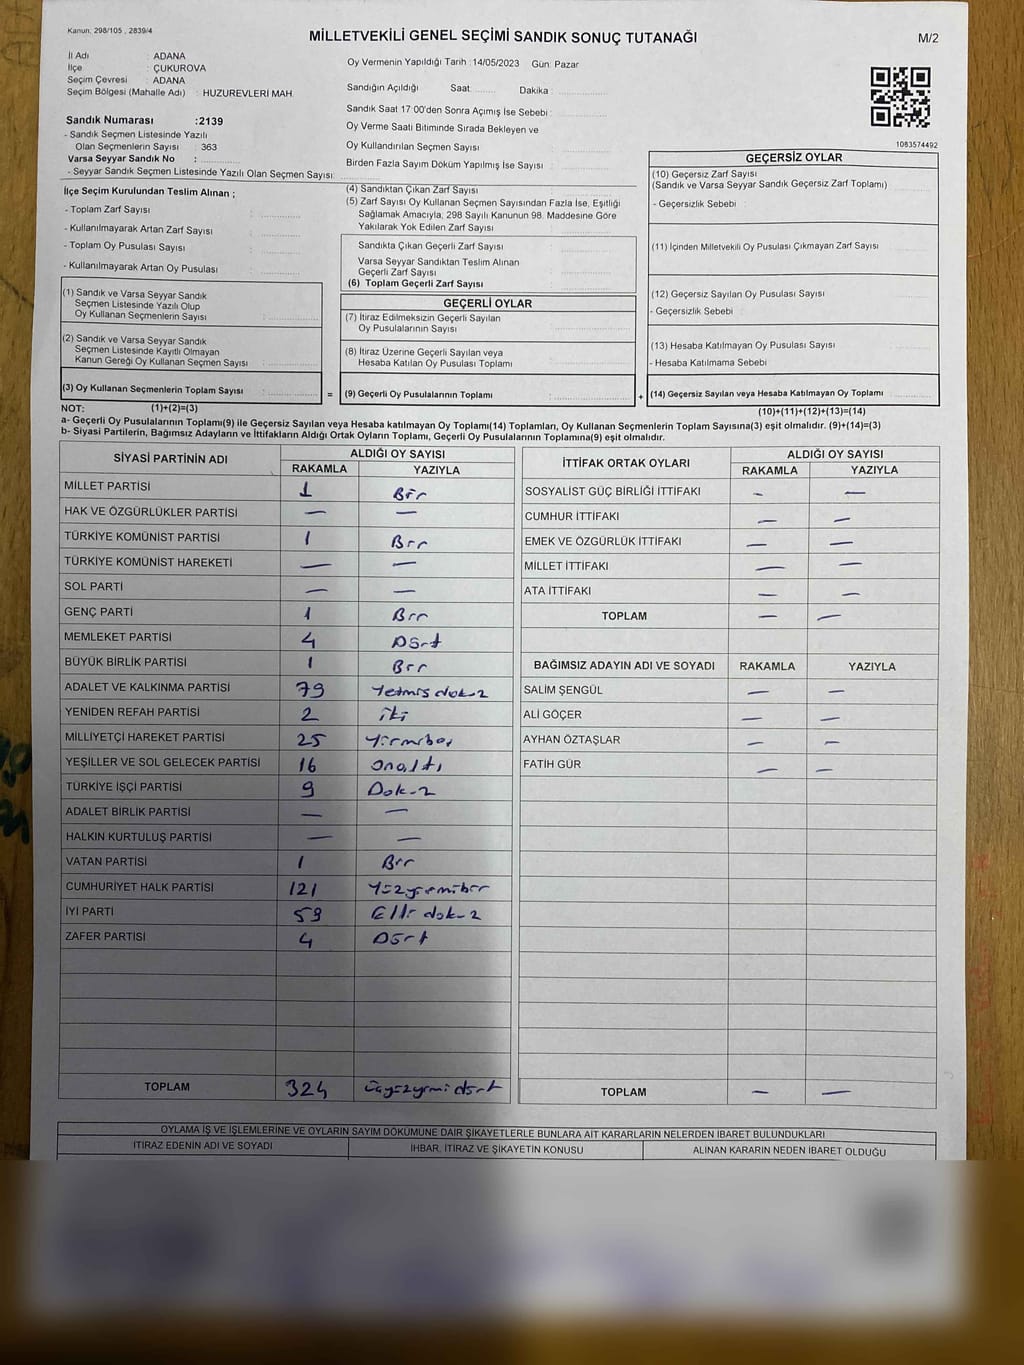 Kanun, 298/105 , 2839/4
MİLLETVEKİLİ GENEL SEÇİMİ SANDIK SONUÇ TUTANAĞI
M/2
İl Adı : ADANA
İlçe : ÇUKUROVA
Seçim Çevresi : ADANA
Seçim Bölgesi (Mahalle Adı) : HUZUREVLERİ MAH.
Sandık Numarası :2139
- Sandık Seçmen Listesinde Yazılı
Olan Seçmenlerin Sayısı : 363
Varsa Seyyar Sandık No :
- Seyyar Sandık Seçmen Listesinde Yazılı Olan Seçmen Sayısı:
Oy Vermenin Yapıldığı Tarih :14/05/2023 Gün: Pazar
Sandığın Açıldığı Saat Dakika :
Sandık Saat 17:00'den Sonra Açımış İse Sebebi :
Oy Verme Saati Bitiminde Sırada Bekleyen ve
Oy Kullandırılan Seçmen Sayısı :
Birden Fazla Sayım Döküm Yapılmış İse Sayısı :
1083574492
İlçe Seçim Kurulundan Teslim Alınan ;
- Toplam Zarf Sayısı :
- Kullanılmayarak Artan Zarf Sayısı :
- Toplam Oy Pusulası Sayısı :
- Kullanılmayarak Artan Oy Pusulası :
(1) Sandık ve Varsa Seyyar Sandık
Seçmen Listesinde Yazılı Olup
Oy Kullanan Seçmenlerin Sayısı :
(2) Sandık ve Varsa Seyyar Sandık
Seçmen Listesinde Kayıtlı Olmayan
Kanun Gereği Oy Kullanan Seçmen Sayısı :
(3) Oy Kullanan Seçmenlerin Toplam Sayısı :
(4) Sandıktan Çıkan Zarf Sayısı :
(5) Zarf Sayısı Oy Kullanan Seçmen Sayısından Fazla İse, Eşitliği
Sağlamak Amacıyla; 298 Sayılı Kanunun 98. Maddesine Göre
Yakılarak Yok Edilen Zarf Sayısı :
Sandıkta Çıkan Geçerli Zarf Sayısı :
Varsa Seyyar Sandıktan Teslim Alınan
Geçerli Zarf Sayısı :
(6) Toplam Geçerli Zarf Sayısı :
GEÇERLİ OYLAR
(7) İtiraz Edilmeksizin Geçerli Sayılan
Oy Pusulalarının Sayısı :
(8) İtiraz Üzerine Geçerli Sayılan veya
Hesaba Katılan Oy Pusulası Toplamı :
= (9) Geçerli Oy Pusulalarının Toplamı :
GEÇERSİZ OYLAR
(10) Geçersiz Zarf Sayısı
(Sandık ve Varsa Seyyar Sandık Geçersiz Zarf Toplamı) :
- Geçersizlik Sebebi :
(11) İçinden Milletvekili Oy Pusulası Çıkmayan Zarf Sayısı :
(12) Geçersiz Sayılan Oy Pusulası Sayısı :
- Geçersizlik Sebebi :
(13) Hesaba Katılmayan Oy Pusulası Sayısı :
- Hesaba Katılmama Sebebi :
+ (14) Geçersiz Sayılan veya Hesaba Katılmayan Oy Toplamı :
NOT: (1)+(2)=(3)
(10)+(11)+(12)+(13)=(14)
a- Geçerli Oy Pusulalarının Toplamı(9) ile Geçersiz Sayılan veya Hesaba katılmayan Oy Toplamı(14) Toplamları, Oy Kullanan Seçmenlerin Toplam Sayısına(3) eşit olmalıdır. (9)+(14)=(3)
b- Siyasi Partilerin, Bağımsız Adayların ve İttifakların Aldığı Ortak Oyların Toplamı, Geçerli Oy Pusulalarının Toplamına(9) eşit olmalıdır.
SİYASİ PARTİNİN ADI ALDIĞI OY SAYISI
RAKAMLA YAZIYLA
MİLLET PARTİSİ 1 Bir
HAK VE ÖZGÜRLÜKLER PARTİSİ — —
TÜRKİYE KOMÜNİST PARTİSİ 1 Bir
TÜRKİYE KOMÜNİST HAREKETİ — —
SOL PARTİ — —
GENÇ PARTİ 1 Bir
MEMLEKET PARTİSİ 4 Dört
BÜYÜK BİRLİK PARTİSİ 1 Bir
ADALET VE KALKINMA PARTİSİ 79 Yetmiş dokuz
YENİDEN REFAH PARTİSİ 2 iki
MİLLİYETÇİ HAREKET PARTİSİ 25 Yirmibeş
YEŞİLLER VE SOL GELECEK PARTİSİ 16 Onaltı
TÜRKİYE İŞÇİ PARTİSİ 9 Dokuz
ADALET BİRLİK PARTİSİ — —
HALKIN KURTULUŞ PARTİSİ — —
VATAN PARTİSİ 1 Bir
CUMHURİYET HALK PARTİSİ 121 Yüzyirmibir
İYİ PARTİ 59 Elli dokuz
ZAFER PARTİSİ 4 Dört
TOPLAM 324 üçyüzyirmi dört
İTTİFAK ORTAK OYLARI ALDIĞI OY SAYISI
RAKAMLA YAZIYLA
SOSYALİST GÜÇ BİRLİĞİ İTTİFAKI — —
CUMHUR İTTİFAKI — —
EMEK VE ÖZGÜRLÜK İTTİFAKI — —
MİLLET İTTİFAKI — —
ATA İTTİFAKI — —
TOPLAM — —
BAĞIMSIZ ADAYIN ADI VE SOYADI RAKAMLA YAZIYLA
SALİM ŞENGÜL — —
ALİ GÖÇER — —
AYHAN ÖZTAŞLAR — —
FATİH GÜR — —
TOPLAM — —
OYLAMA İŞ VE İŞLEMLERİNE VE OYLARIN SAYIM DÖKÜMÜNE DAİR ŞİKAYETLERLE BUNLARA AİT KARARLARIN NELERDEN İBARET BULUNDUKLARI
İTİRAZ EDENİN ADI VE SOYADI İHBAR, İTİRAZ VE ŞİKAYETİN KONUSU ALINAN KARARIN NEDEN İBARET OLDUĞU